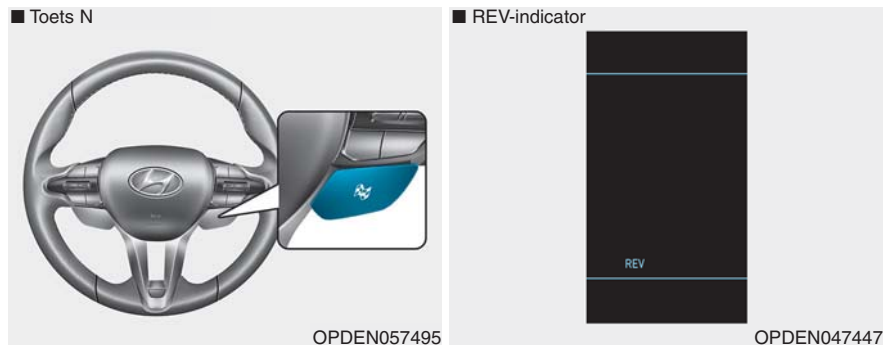 ■ Toets N
OPDEN057495
■ REV-indicator
REV
OPDEN047447